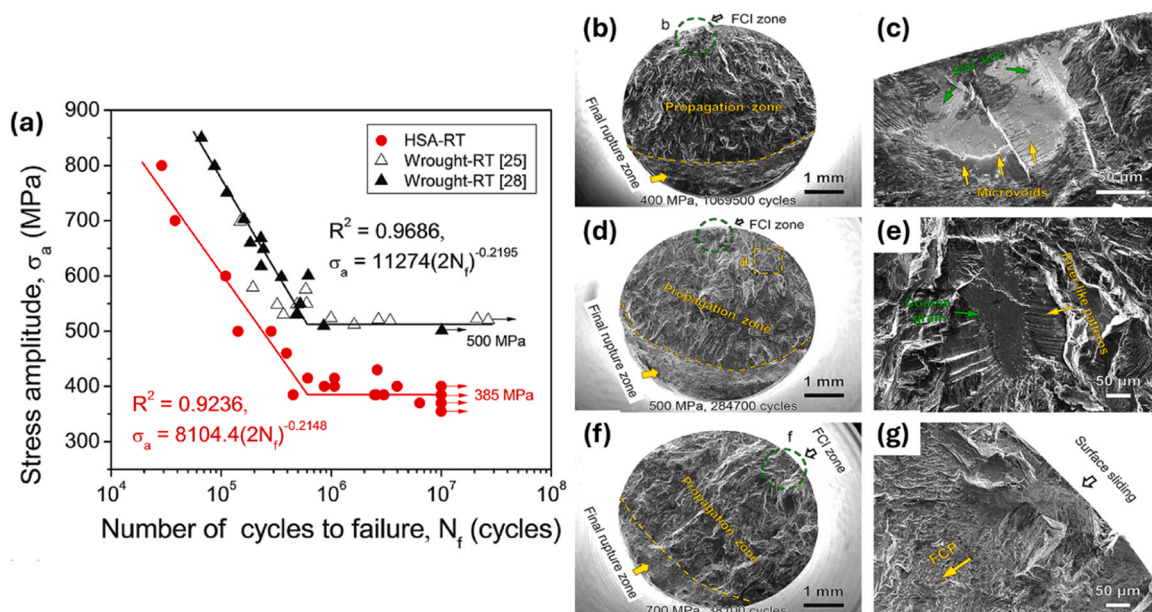 (a)
900
800
700
600
500
400
300
Stress amplitude, σa (MPa)
HSA-RT
Wrought-RT [25]
Wrought-RT [28]
R² = 0.9686,
σa = 11274(2Nf)^-0.2195
500 MPa
385 MPa
R² = 0.9236,
σa = 8104.4(2Nf)^-0.2148
10⁴ 10⁵ 10⁶ 10⁷ 10⁸
Number of cycles to failure, Nf (cycles)
(b)
b
FCI zone
Propagation zone
Final rupture zone
1 mm
400 MPa, 1069500 cycles
(c)
Microvoids
50 µm
(d)
FCI zone
d
Propagation zone
Final rupture zone
1 mm
500 MPa, 284700 cycles
(e)
Coarse
grain
River-like patterns
50 µm
(f)
f
FCI zone
Propagation zone
Final rupture zone
1 mm
700 MPa, 38100 cycles
(g)
Surface sliding
FCP
50 µm